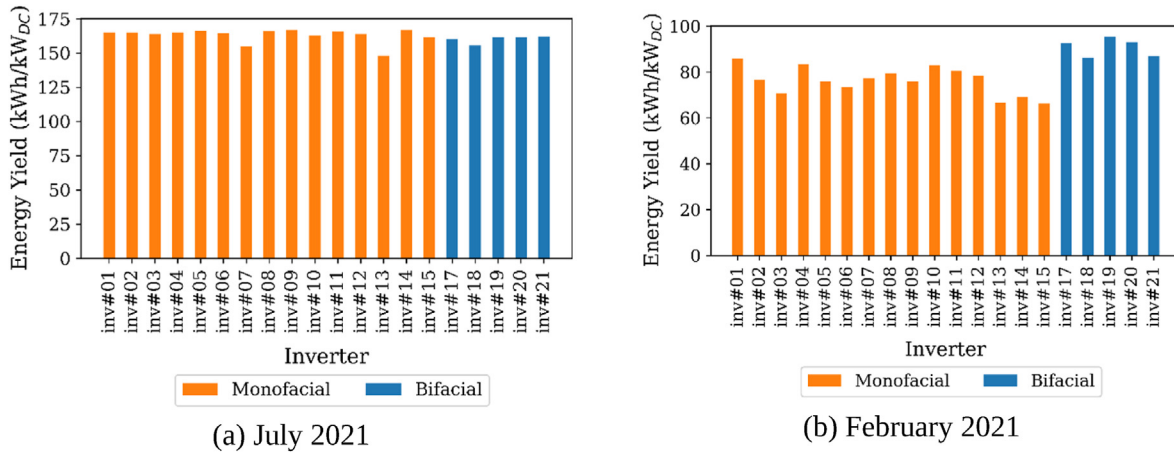 Energy Yield (kWh/kW_DC)
175
150
125
100
75
50
25
0
inv#01
inv#02
inv#03
inv#04
inv#05
inv#06
inv#07
inv#08
inv#09
inv#10
inv#11
inv#12
inv#13
inv#14
inv#15
inv#17
inv#18
inv#19
inv#20
inv#21
Inverter
Monofacial Bifacial
(a) July 2021
Energy Yield (kWh/kW_DC)
100
80
60
40
20
0
inv#01
inv#02
inv#03
inv#04
inv#05
inv#06
inv#07
inv#08
inv#09
inv#10
inv#11
inv#12
inv#13
inv#14
inv#15
inv#17
inv#18
inv#19
inv#20
inv#21
Inverter
Monofacial Bifacial
(b) February 2021